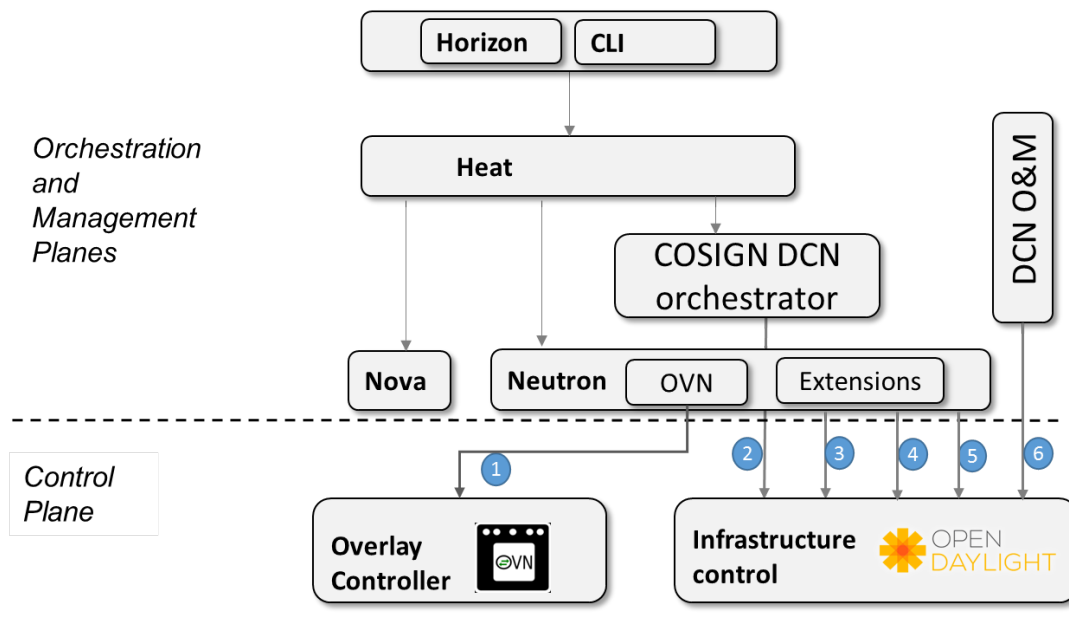 Horizon
CLI
Orchestration
and
Management
Planes
Heat
DCN O&M
COSIGN DCN
orchestrator
Nova
Neutron
OVN
Extensions
1
2
3
4
5
6
Control
Plane
Overlay
Controller
OVN
Infrastructure
control
OPEN
DAYLIGHT